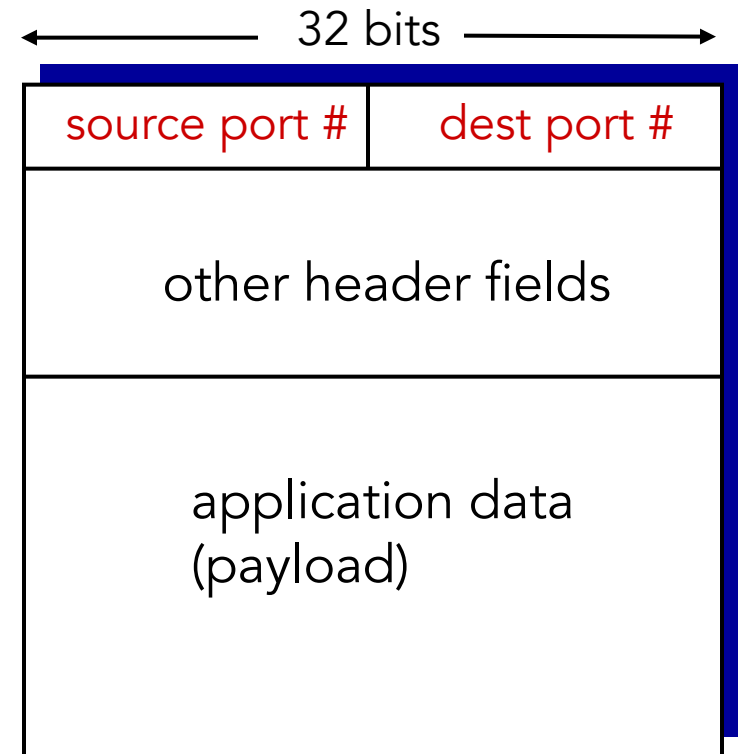 32 bits
source port # dest port #
other header fields
application data
(payload)